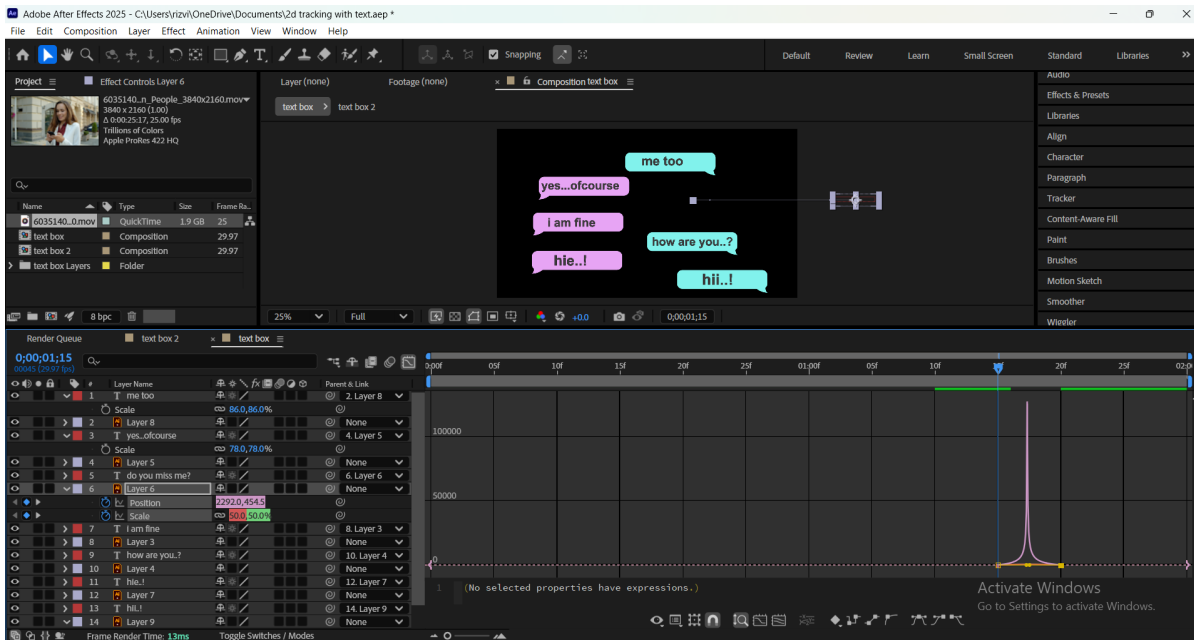 Ae Adobe After Effects 2025 - C:\Users\rizvi\OneDrive\Documents\2d tracking with text.aep *
File Edit Composition Layer Effect Animation View Window Help
Snapping Default Review Learn Small Screen Standard Libraries
Project Effect Controls Layer 6 Layer (none) Footage (none) Composition text box Audio
text box text box 2
6035140...n_People_3840x2160.mov
3840 x 2160 (1.00)
Δ 0:00:25:17, 25.00 fps
Trillions of Colors
Apple ProRes 422 HQ
Effects & Presets
Libraries
Align
Character
Paragraph
Tracker
Content-Aware Fill
Paint
Brushes
Motion Sketch
Smoother
Wiggler
me too
yes...ofcourse
i am fine
how are you..?
hie..!
hii..!
Name Type Size Frame Ra...
6035140...0.mov QuickTime 1.9 GB 25
text box Composition 29.97
text box 2 Composition 29.97
text box Layers Folder
8 bpc 25% Full +0.0 0;00;01;15
Render Queue text box 2 text box
0;00;01;15
00045 (29.97 fps)
0:00f 05f 10f 15f 20f 25f 01:00f 05f 10f 15f 20f 25f 02:0
# Layer Name Parent & Link
1 T me too 2. Layer 8
Scale 86.0,86.0%
2 Layer 8 None
3 T yes..ofcourse 4. Layer 5
Scale 78.0,78.0%
4 Layer 5 None
5 T do you miss me? 6. Layer 6
6 Layer 6 None
Position 2292.0,454.5
Scale 50.0,50.0%
7 T i am fine 8. Layer 3
8 Layer 3 None
9 T how are you..? 10. Layer 4
10 Layer 4 None
11 T hie.! 12. Layer 7
12 Layer 7 None
13 T hii.! 14. Layer 9
14 Layer 9 None
100000
50000
0
1 (No selected properties have expressions.)
Activate Windows
Go to Settings to activate Windows.
Frame Render Time: 13ms Toggle Switches / Modes